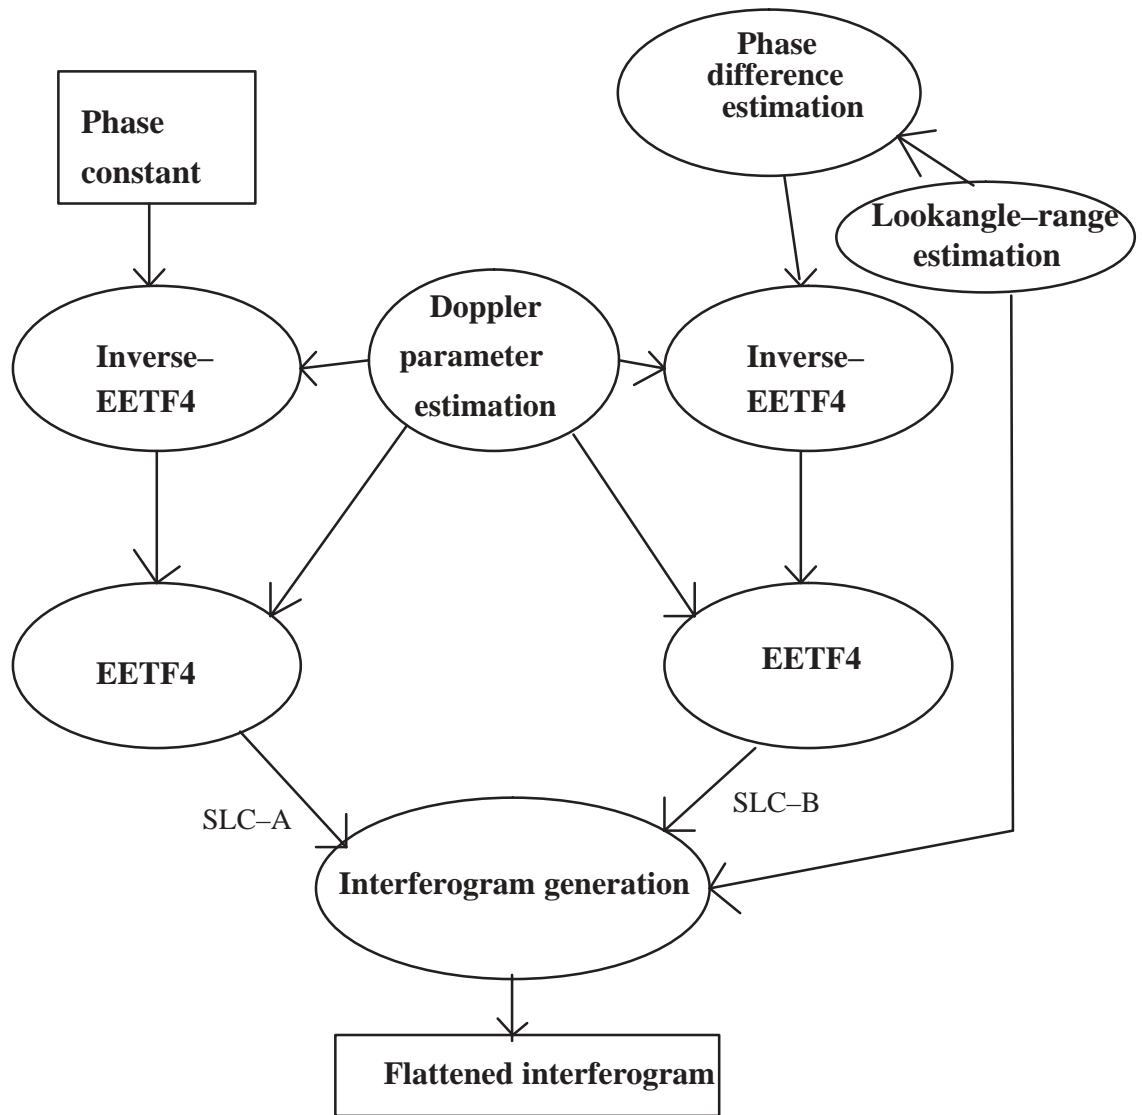 Phase
difference
estimation
Phase
constant
Lookangle–range
estimation
Doppler
parameter
estimation
Inverse–
EETF4
Inverse–
EETF4
EETF4
EETF4
SLC–A
SLC–B
Interferogram generation
Flattened interferogram